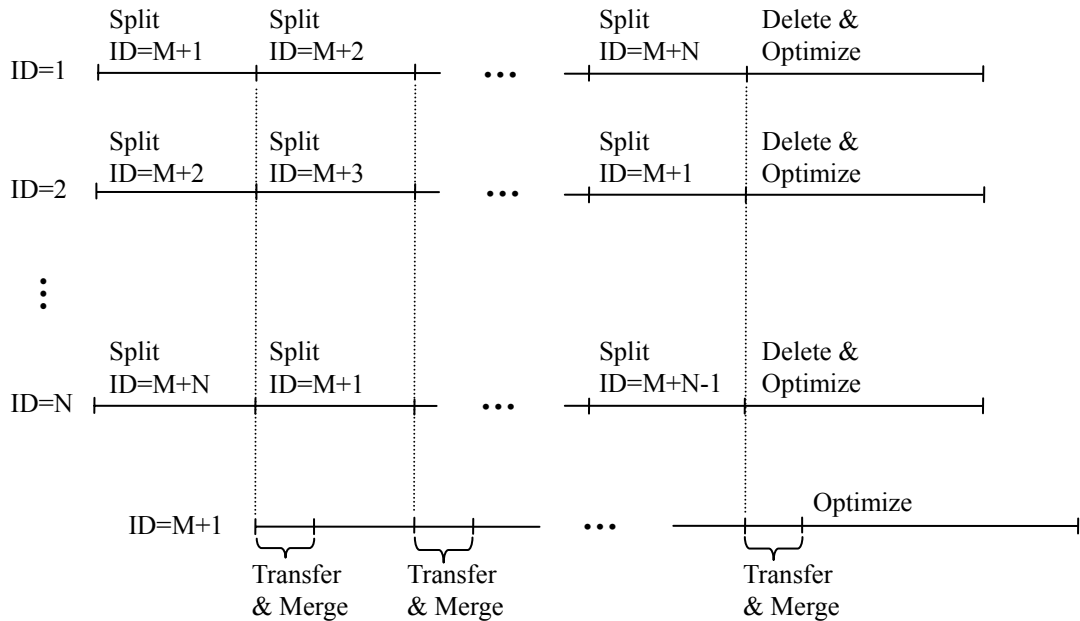 Split Split Split Delete &
ID=M+1 ID=M+2 ID=M+N Optimize
ID=1 ...
Split Split Split Delete &
ID=M+2 ID=M+3 ID=M+1 Optimize
ID=2 ...
...
Split Split Split Delete &
ID=M+N ID=M+1 ID=M+N-1 Optimize
ID=N ...
Optimize
ID=M+1 ...
Transfer Transfer Transfer
& Merge & Merge & Merge